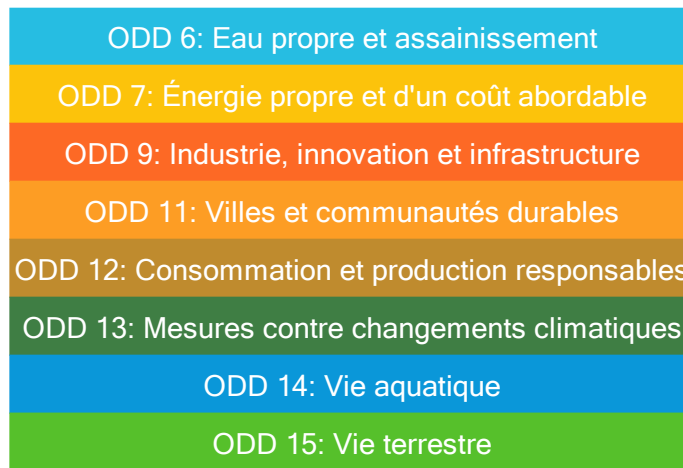 ODD 6: Eau propre et assainissement
ODD 7: Énergie propre et d'un coût abordable
ODD 9: Industrie, innovation et infrastructure
ODD 11: Villes et communautés durables
ODD 12: Consommation et production responsables
ODD 13: Mesures contre changements climatiques
ODD 14: Vie aquatique
ODD 15: Vie terrestre